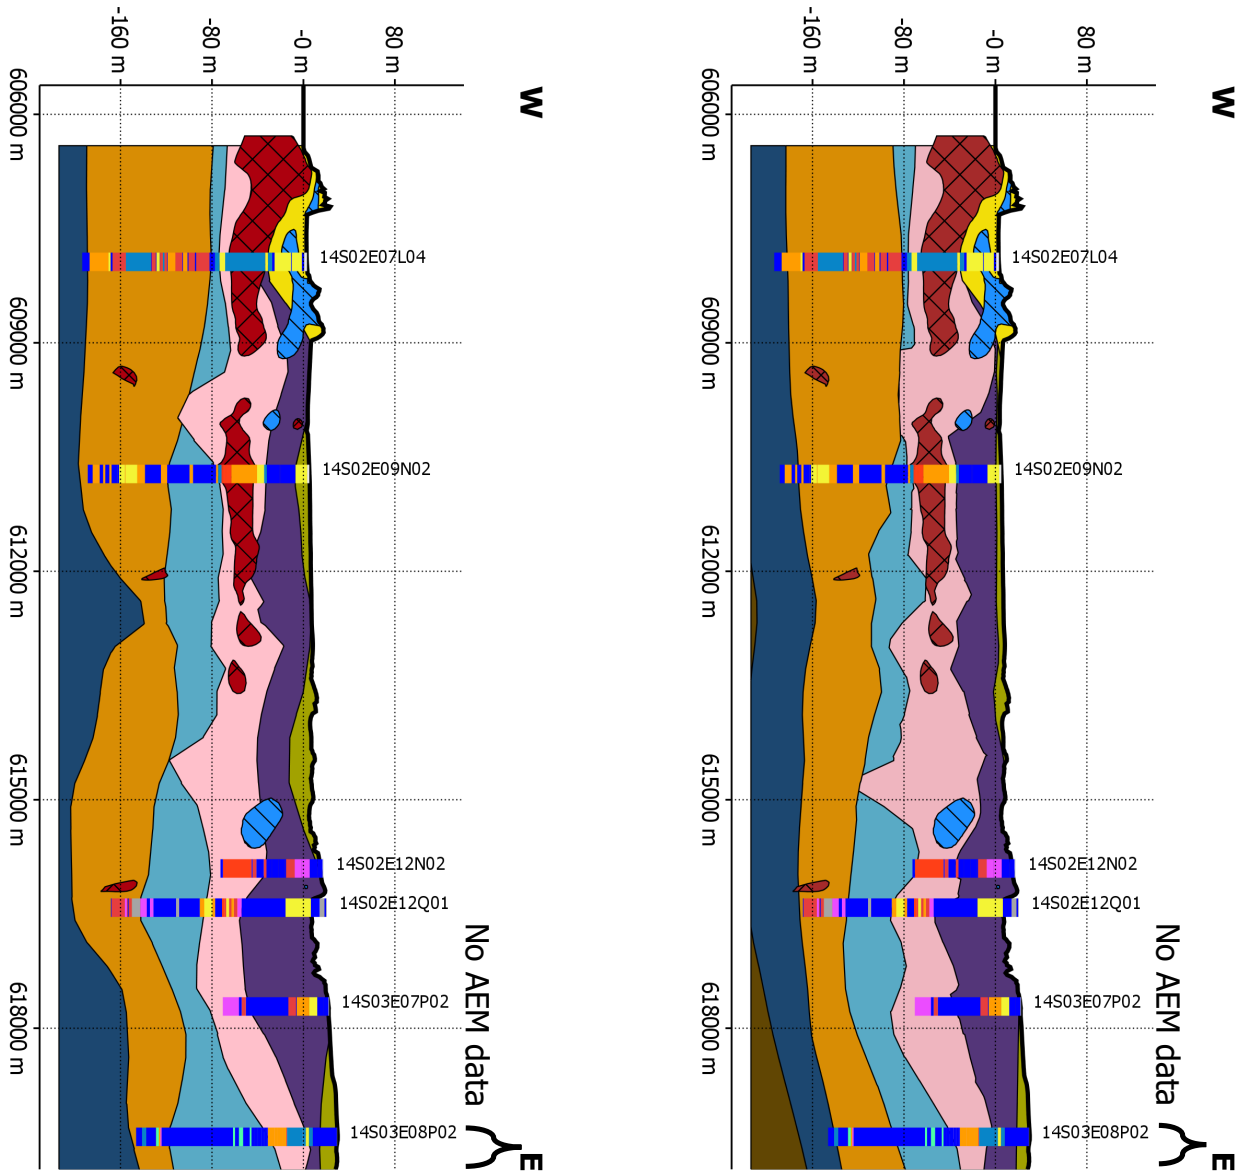 -160 m
-80 m
-0 m
80 m
W
606000 m
609000 m
612000 m
615000 m
618000 m
14S02E07L04
14S02E09N02
14S02E12N02
14S02E12Q01
14S03E07P02
14S03E08P02
No AEM data
E
-160 m
-80 m
-0 m
80 m
W
606000 m
609000 m
612000 m
615000 m
618000 m
14S02E07L04
14S02E09N02
14S02E12N02
14S02E12Q01
14S03E07P02
14S03E08P02
No AEM data
E